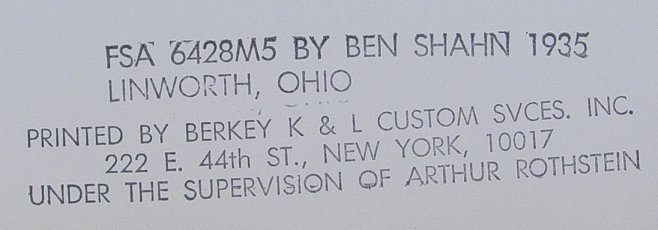 FSA 6428M5 BY BEN SHAHN 1935
LINWORTH, OHIO
PRINTED BY BERKEY K & L CUSTOM SVCES. INC.
222 E. 44th ST., NEW YORK, 10017
UNDER THE SUPERVISION OF ARTHUR ROTHSTEIN